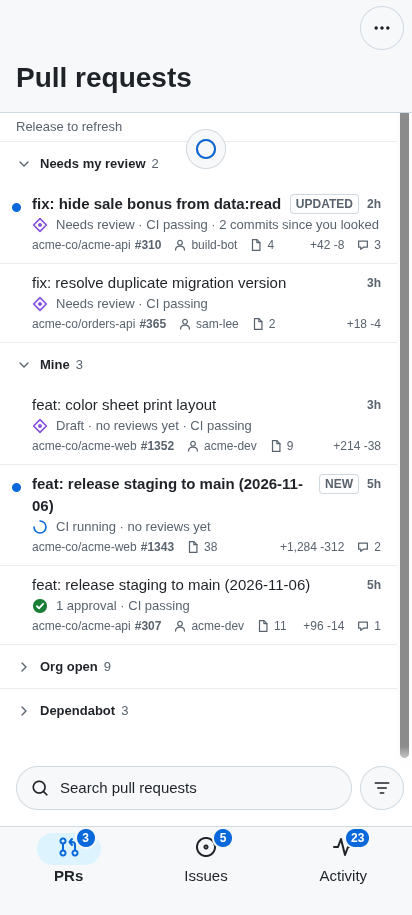 Pull requests
Release to refresh
Needs my review 2
fix: hide sale bonus from data:read UPDATED 2h
Needs review · CI passing · 2 commits since you looked
acme-co/acme-api #310 build-bot 4 +42 -8 3
fix: resolve duplicate migration version 3h
Needs review · CI passing
acme-co/orders-api #365 sam-lee 2 +18 -4
Mine 3
feat: color sheet print layout 3h
Draft · no reviews yet · CI passing
acme-co/acme-web #1352 acme-dev 9 +214 -38
feat: release staging to main (2026-11- NEW 5h
06)
CI running · no reviews yet
acme-co/acme-web #1343 38 +1,284 -312 2
feat: release staging to main (2026-11-06) 5h
1 approval · CI passing
acme-co/acme-api #307 acme-dev 11 +96 -14 1
Org open 9
Dependabot 3
Search pull requests
3 5 23
PRs Issues Activity